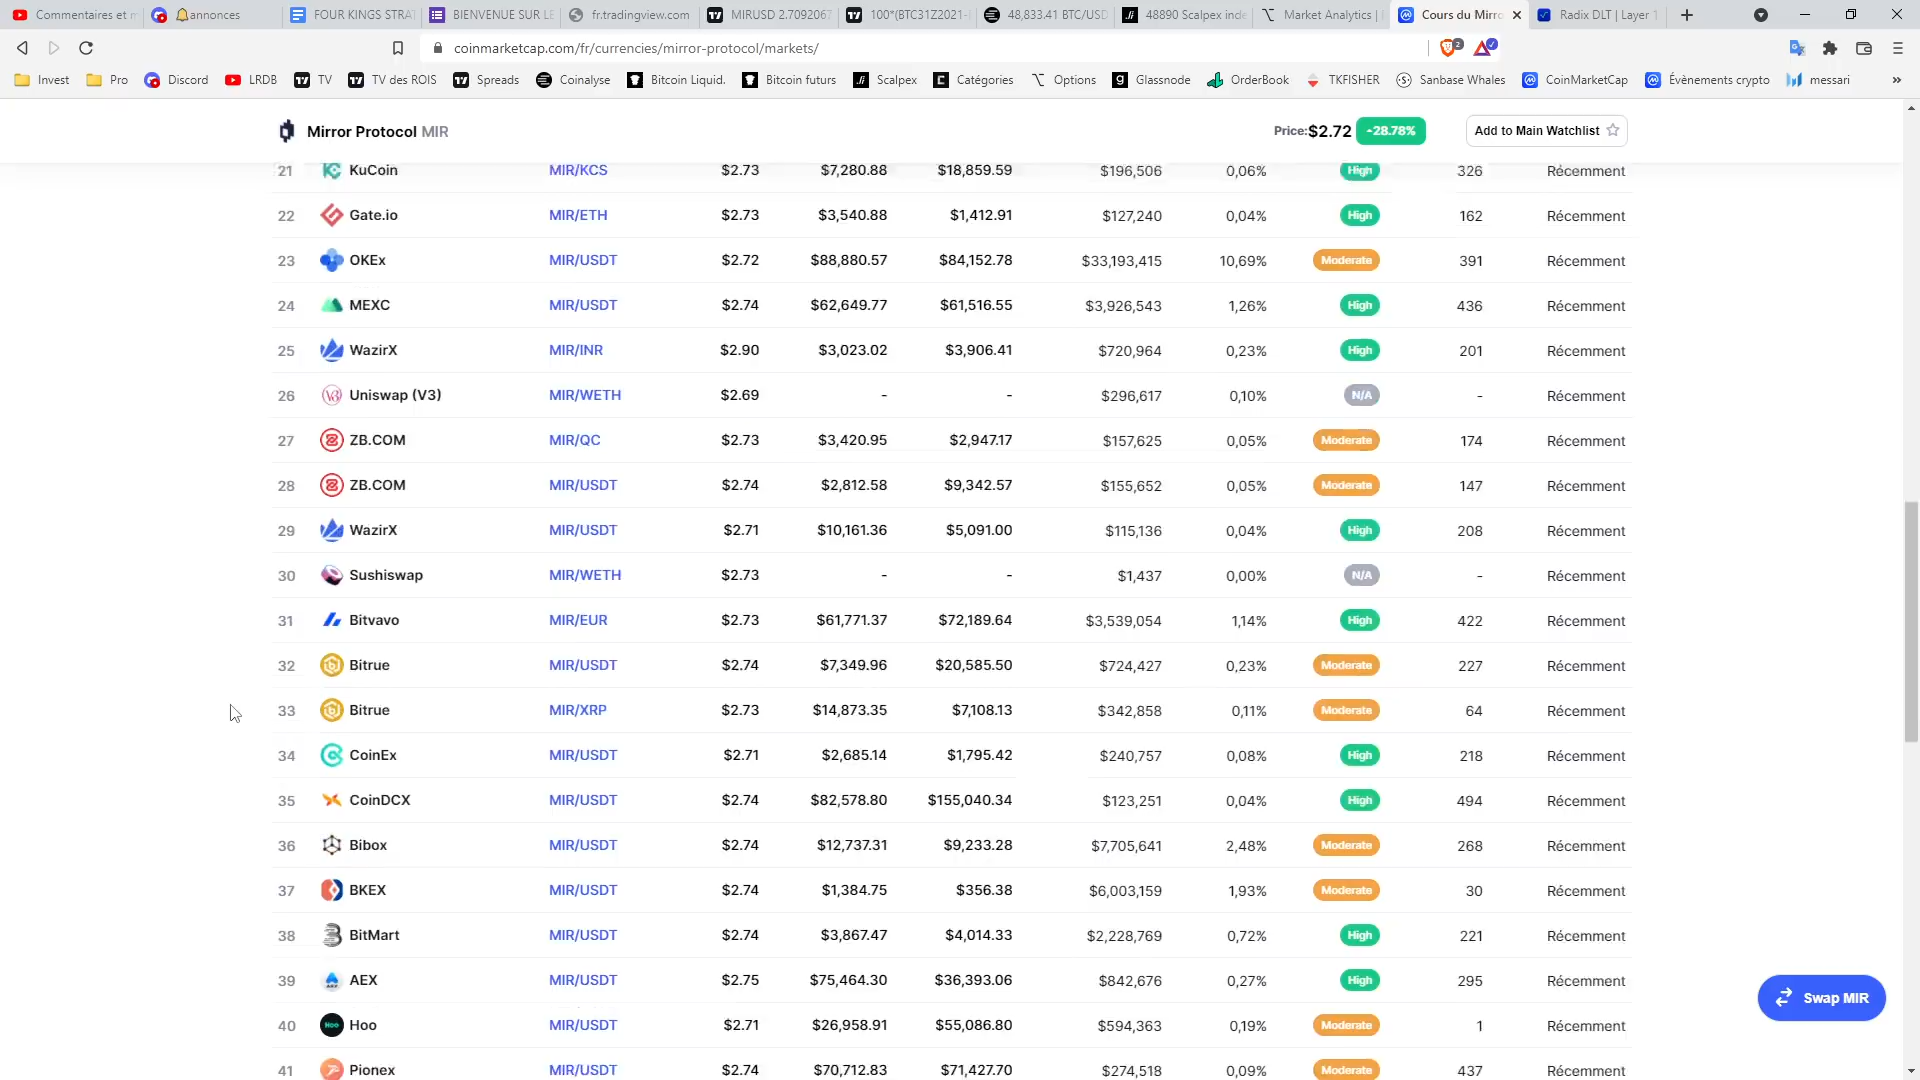 Commentaires et m
annonces
FOUR KINGS STRAT
BIENVENUE SUR LE
fr.tradingview.com
MIRUSD 2.7092067
100*(BTC31Z2021-
48,833.41 BTC/USD
48890 Scalpex inde
Market Analytics |
Cours du Mirro
Radix DLT | Layer 1
coinmarketcap.com/fr/currencies/mirror-protocol/markets/
2
Invest
Pro
Discord
LRDB
TV
TV des ROIS
Spreads
Coinalyse
Bitcoin Liquid.
Bitcoin futurs
Scalpex
Catégories
Options
Glassnode
OrderBook
TKFISHER
Sanbase Whales
CoinMarketCap
Évènements crypto
messari
»
Mirror Protocol MIR
Price:$2.72 28.78%
Add to Main Watchlist
21 KuCoin MIR/KCS $2.73 $7,280.88 $18,859.59 $196,506 0,06% High 326 Récemment
22 Gate.io MIR/ETH $2.73 $3,540.88 $1,412.91 $127,240 0,04% High 162 Récemment
23 OKEx MIR/USDT $2.72 $88,880.57 $84,152.78 $33,193,415 10,69% Moderate 391 Récemment
24 MEXC MIR/USDT $2.74 $62,649.77 $61,516.55 $3,926,543 1,26% High 436 Récemment
25 WazirX MIR/INR $2.90 $3,023.02 $3,906.41 $720,964 0,23% High 201 Récemment
26 Uniswap (V3) MIR/WETH $2.69 - - $296,617 0,10% N/A - Récemment
27 ZB.COM MIR/QC $2.73 $3,420.95 $2,947.17 $157,625 0,05% Moderate 174 Récemment
28 ZB.COM MIR/USDT $2.74 $2,812.58 $9,342.57 $155,652 0,05% Moderate 147 Récemment
29 WazirX MIR/USDT $2.71 $10,161.36 $5,091.00 $115,136 0,04% High 208 Récemment
30 Sushiswap MIR/WETH $2.73 - - $1,437 0,00% N/A - Récemment
31 Bitvavo MIR/EUR $2.73 $61,771.37 $72,189.64 $3,539,054 1,14% High 422 Récemment
32 Bitrue MIR/USDT $2.74 $7,349.96 $20,585.50 $724,427 0,23% Moderate 227 Récemment
33 Bitrue MIR/XRP $2.73 $14,873.35 $7,108.13 $342,858 0,11% Moderate 64 Récemment
34 CoinEx MIR/USDT $2.71 $2,685.14 $1,795.42 $240,757 0,08% High 218 Récemment
35 CoinDCX MIR/USDT $2.74 $82,578.80 $155,040.34 $123,251 0,04% High 494 Récemment
36 Bibox MIR/USDT $2.74 $12,737.31 $9,233.28 $7,705,641 2,48% Moderate 268 Récemment
37 BKEX MIR/USDT $2.74 $1,384.75 $356.38 $6,003,159 1,93% Moderate 30 Récemment
38 BitMart MIR/USDT $2.74 $3,867.47 $4,014.33 $2,228,769 0,72% High 221 Récemment
39 AEX MIR/USDT $2.75 $75,464.30 $36,393.06 $842,676 0,27% High 295 Récemment
40 Hoo MIR/USDT $2.71 $26,958.91 $55,086.80 $594,363 0,19% Moderate 1 Récemment
41 Pionex MIR/USDT $2.74 $70,712.83 $71,427.70 $274,518 0,09% Moderate 437 Récemment
Swap MIR